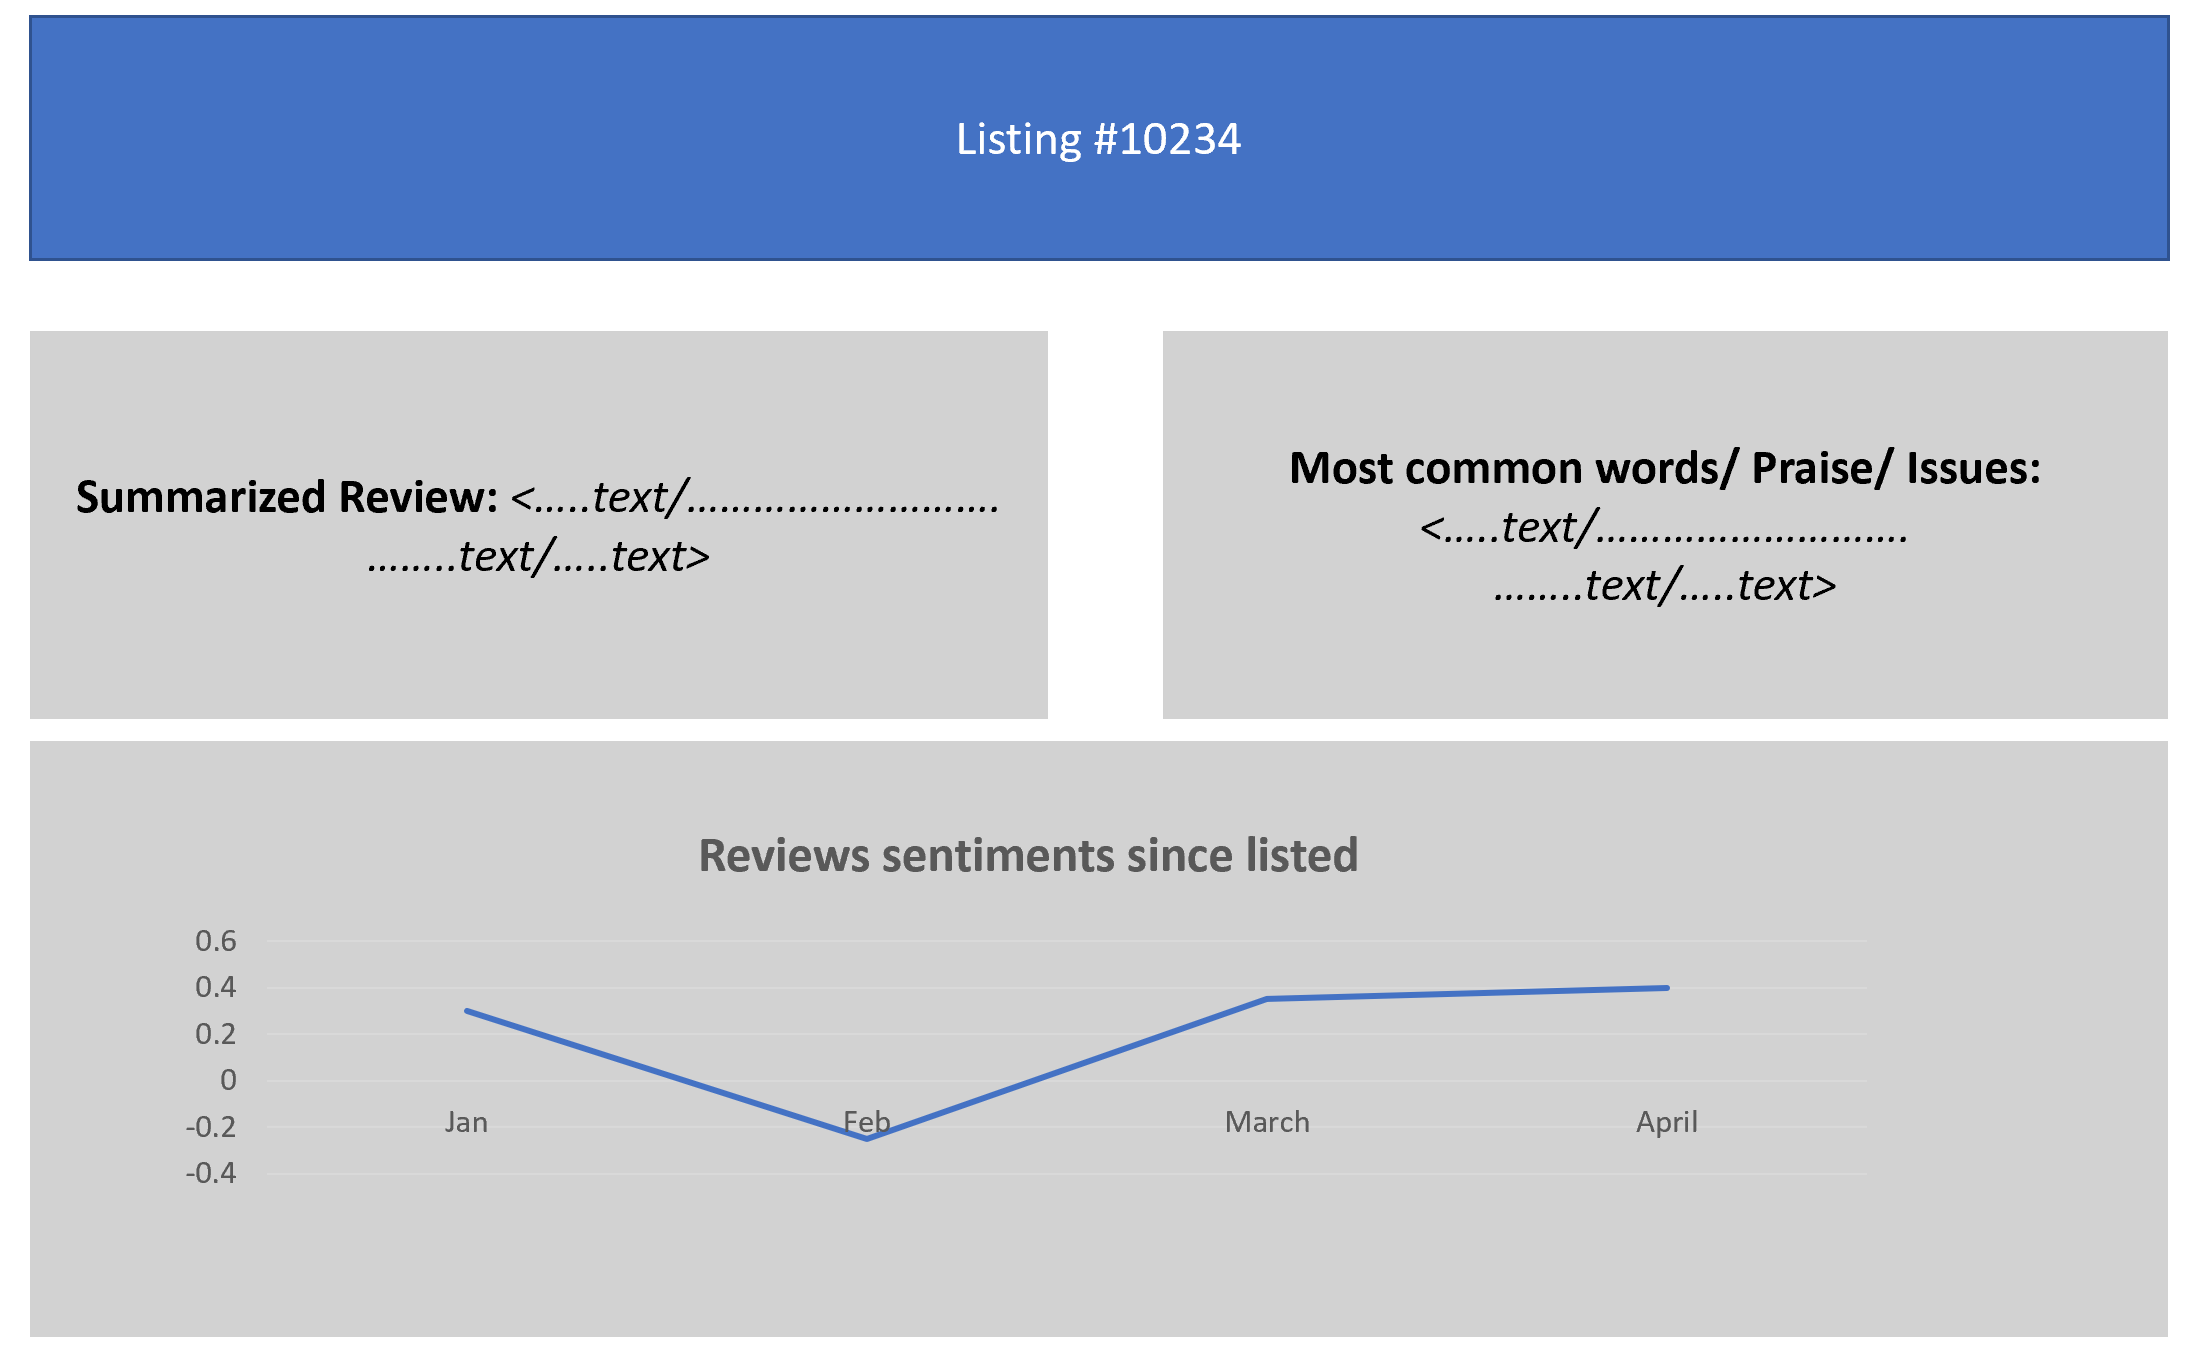 Listing #10234
Summarized Review: <…..text/……………………….
……..text/…..text>
Most common words/ Praise/ Issues:
<…..text/……………………….
……..text/…..text>
Reviews sentiments since listed
0.6
0.4
0.2
0
-0.2
-0.4
Jan Feb March April